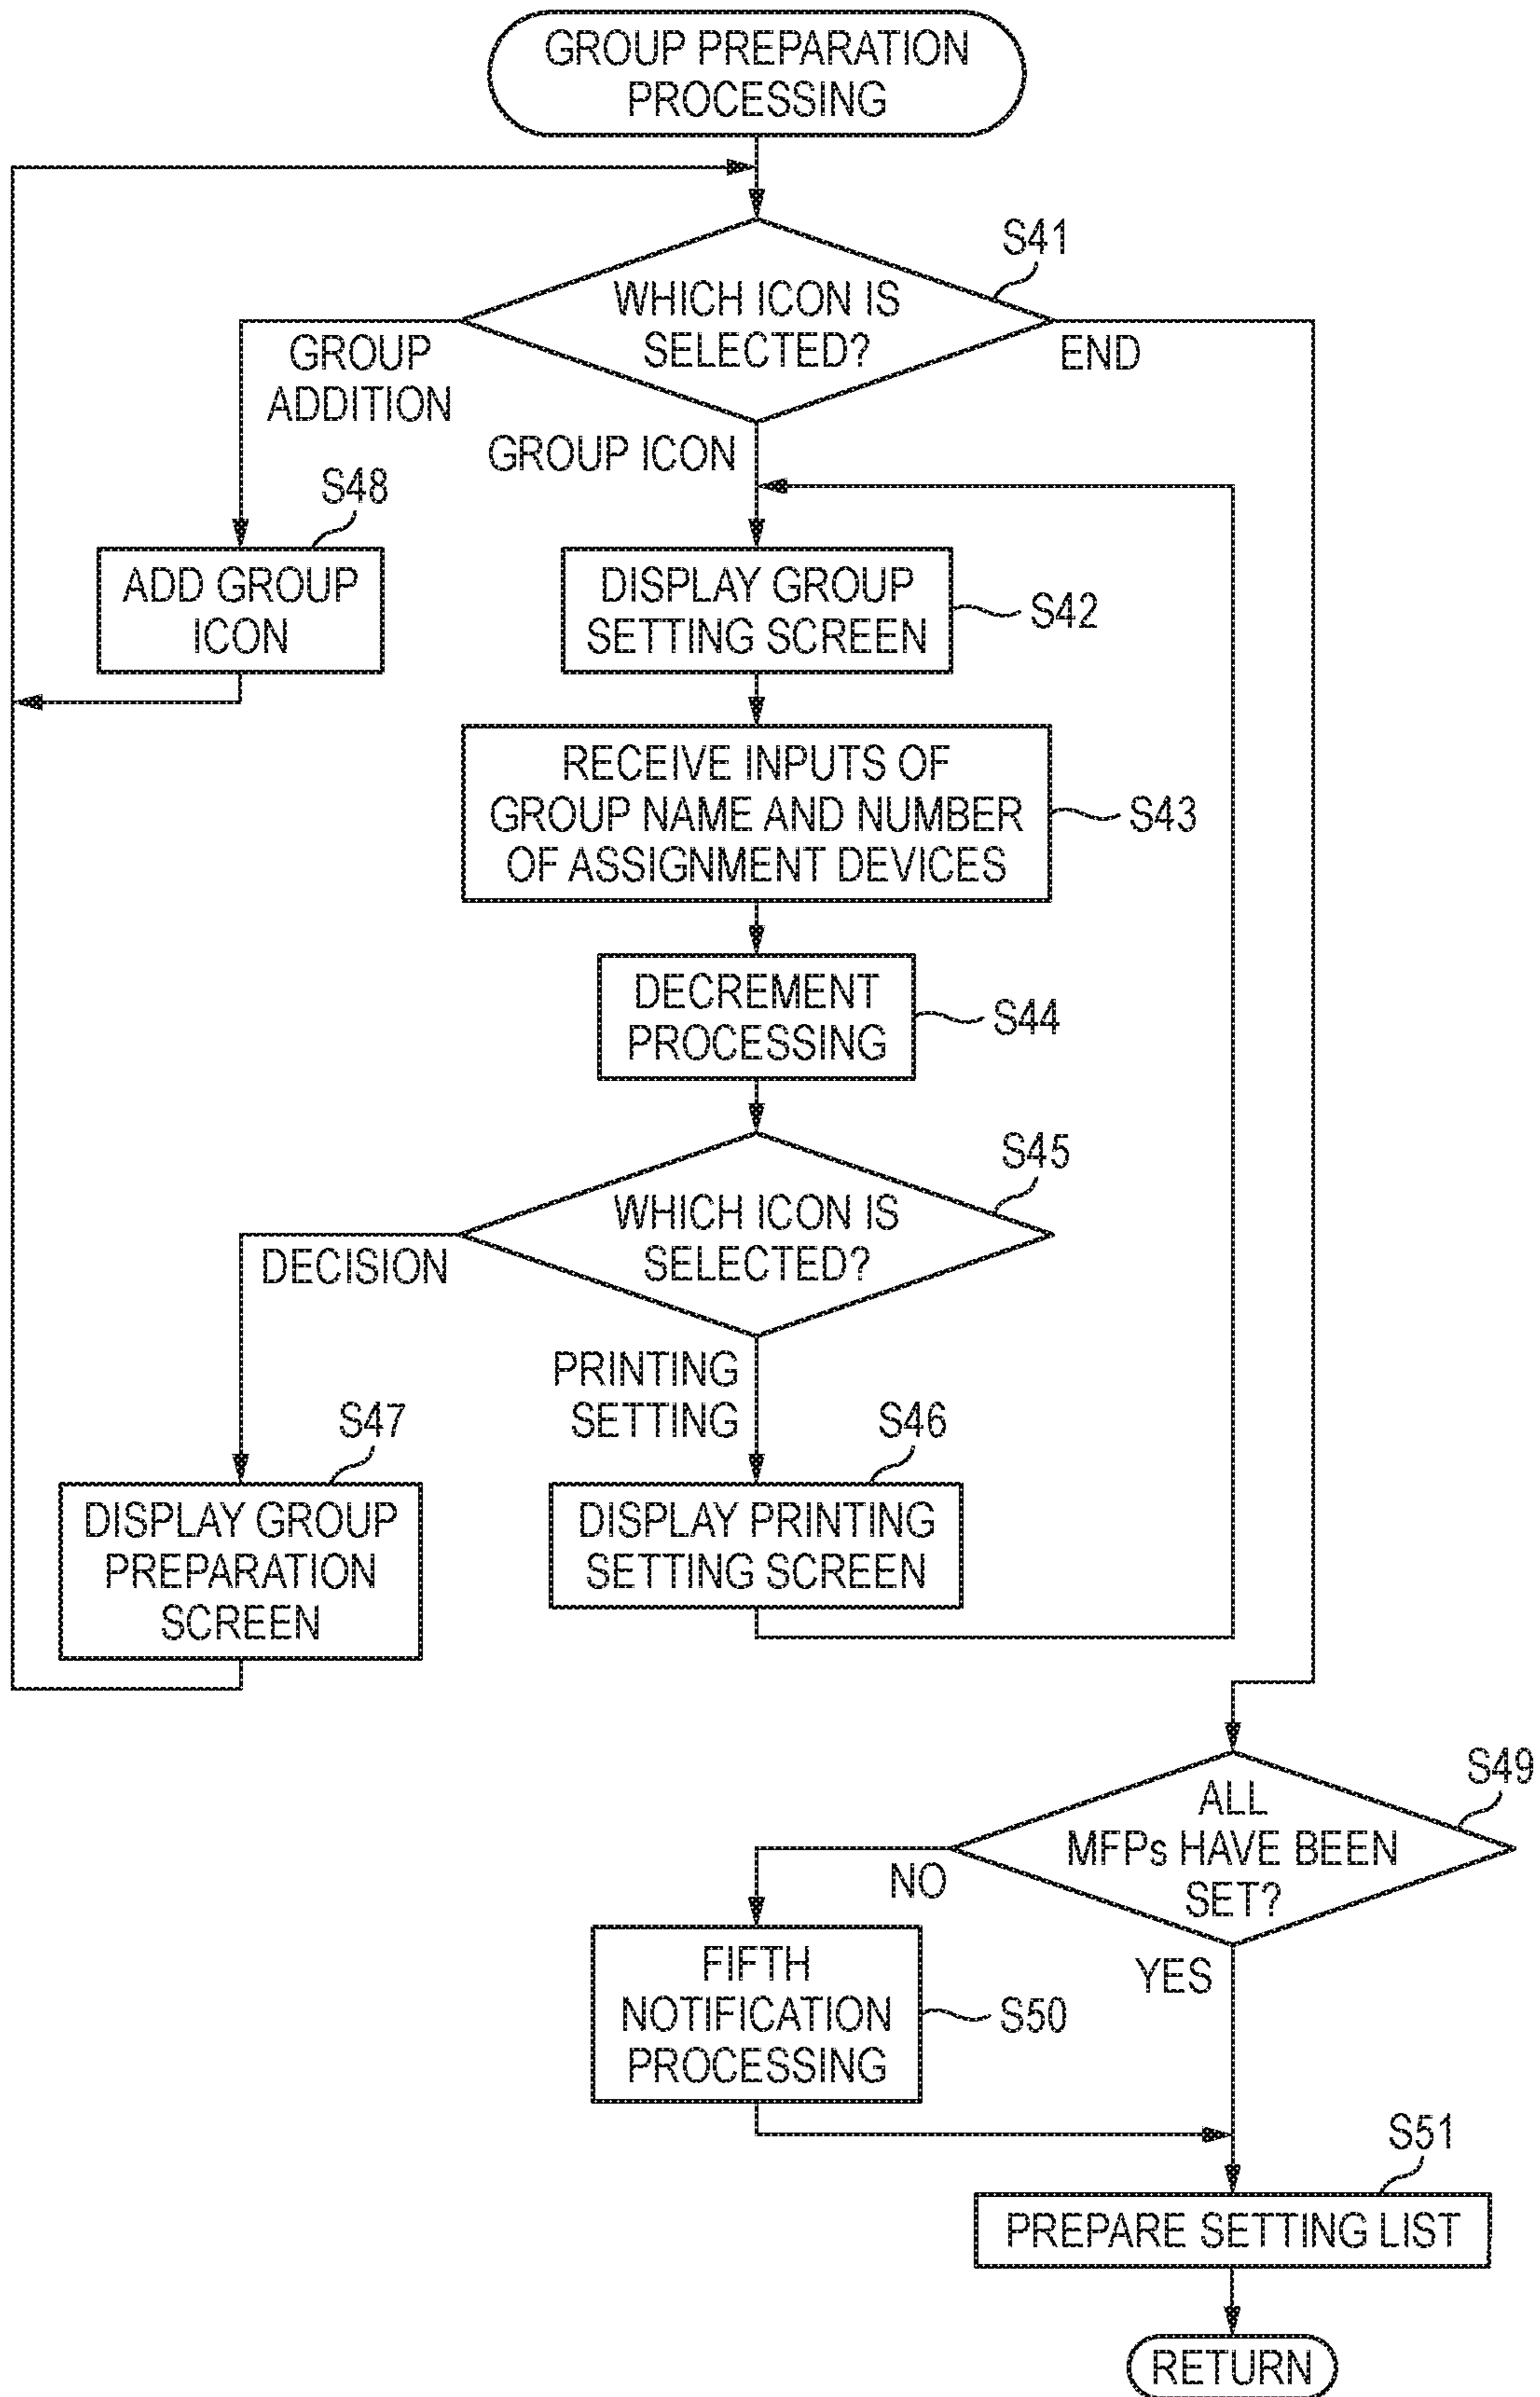 GROUP PREPARATION
PROCESSING
S41
WHICH ICON IS
SELECTED?
GROUP
ADDITION
END
GROUP ICON
S48
ADD GROUP
ICON
DISPLAY GROUP
SETTING SCREEN
S42
RECEIVE INPUTS OF
GROUP NAME AND NUMBER
OF ASSIGNMENT DEVICES
S43
DECREMENT
PROCESSING
S44
S45
WHICH ICON IS
SELECTED?
DECISION
PRINTING
SETTING
S47
S46
DISPLAY GROUP
PREPARATION
SCREEN
DISPLAY PRINTING
SETTING SCREEN
S49
ALL
MFPs HAVE BEEN
SET?
NO
YES
FIFTH
NOTIFICATION
PROCESSING
S50
S51
PREPARE SETTING LIST
RETURN